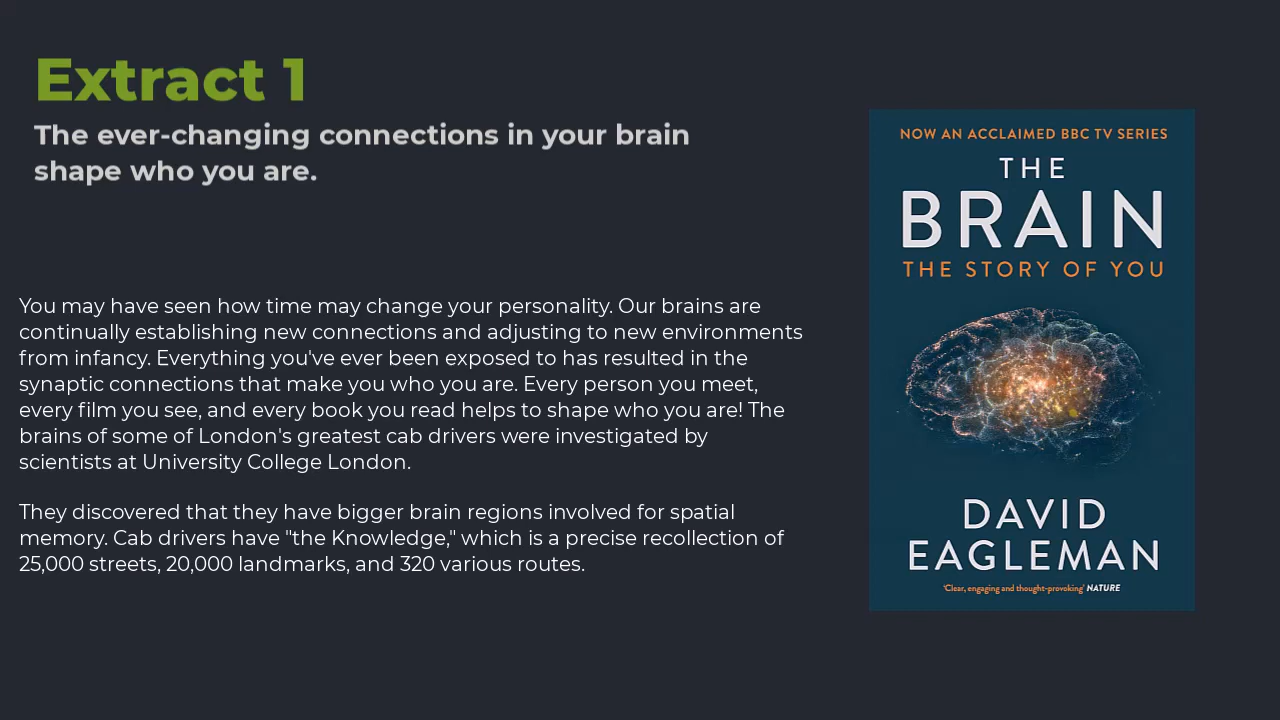 Extract 1
The ever-changing connections in your brain
shape who you are.
You may have seen how time may change your personality. Our brains are
continually establishing new connections and adjusting to new environments
from infancy. Everything you've ever been exposed to has resulted in the
synaptic connections that make you who you are. Every person you meet,
every film you see, and every book you read helps to shape who you are! The
brains of some of London's greatest cab drivers were investigated by
scientists at University College London.
They discovered that they have bigger brain regions involved for spatial
memory. Cab drivers have "the Knowledge," which is a precise recollection of
25,000 streets, 20,000 landmarks, and 320 various routes.
NOW AN ACCLAIMED BBC TV SERIES
THE
BRAIN
THE STORY OF YOU
DAVID
EAGLEMAN
'Clear, engaging and thought-provoking' NATURE